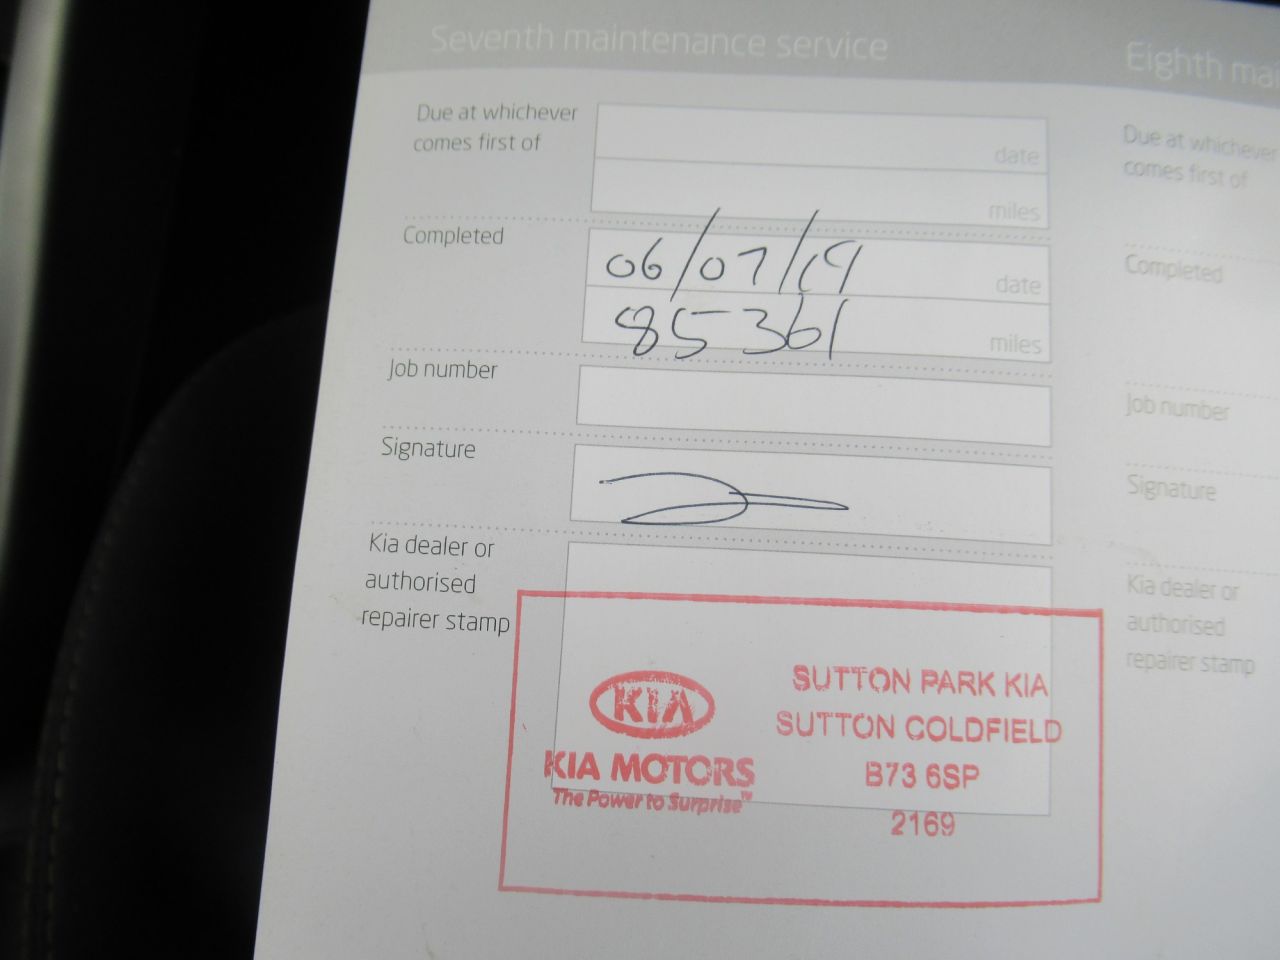 Seventh maintenance service
Due at whichever
comes first of
date
miles
Completed
06/07/19
date
85361
miles
Job number
Signature
Kia dealer or
authorised
repairer stamp
KIA
KIA MOTORS
The Power to Surprise™
SUTTON PARK KIA
SUTTON COLDFIELD
B73 6SP
2169
Eighth mai
Due at whichever
comes first of
Completed
Job number
Signature
Kia dealer or
authorised
repairer stamp